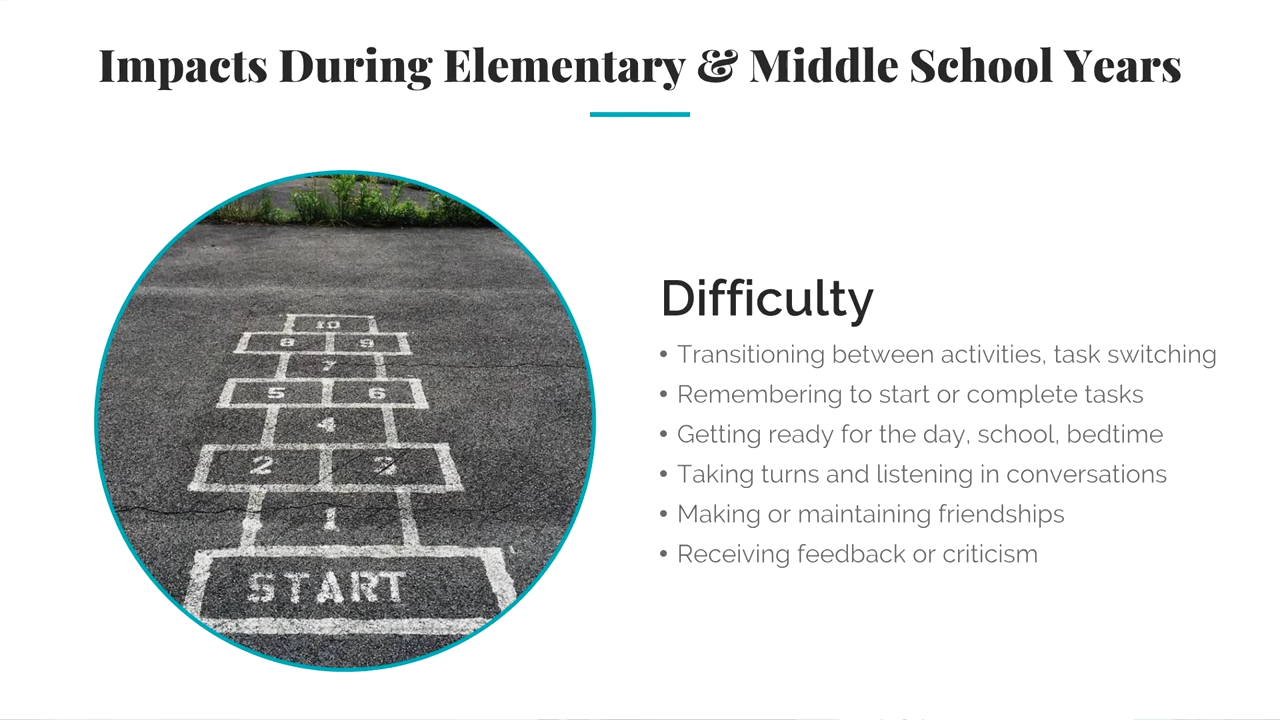 Impacts During Elementary & Middle School Years
10
8 9
7
5 6
4
2 3
1
START
Difficulty
• Transitioning between activities, task switching
• Remembering to start or complete tasks
• Getting ready for the day, school, bedtime
• Taking turns and listening in conversations
• Making or maintaining friendships
• Receiving feedback or criticism